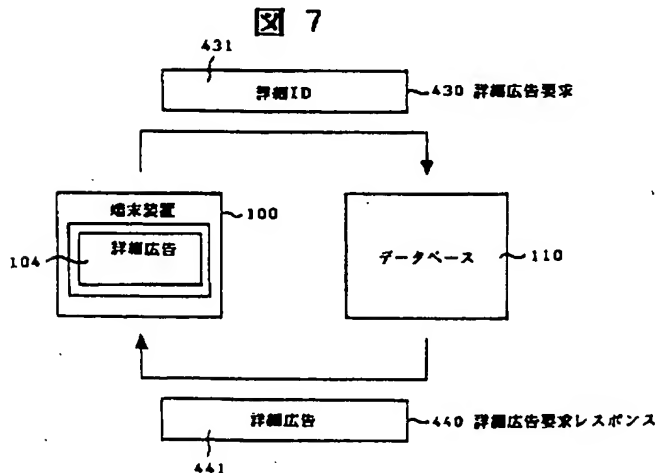 図 7
431
詳細ID
430 詳細広告要求
端末装置
100
詳細広告
104
データベース
110
詳細広告
440 詳細広告要求レスポンス
441